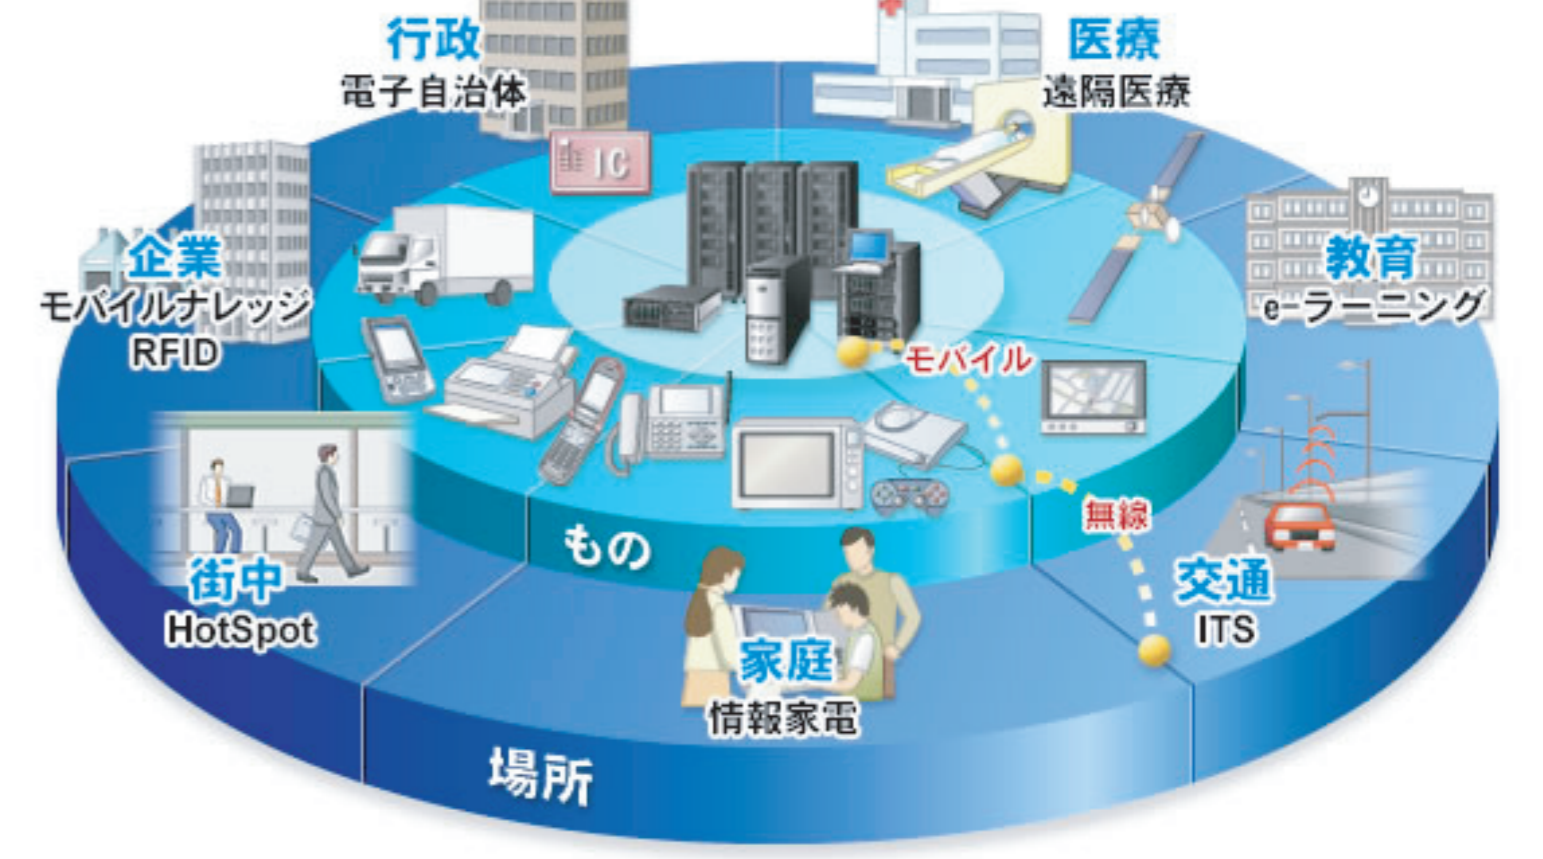 行政
電子自治体
医療
遠隔医療
IC
企業
モバイルナレッジ
RFID
教育
e-ラーニング
モバイル
無線
街中
HotSpot
もの
交通
ITS
家庭
情報家電
場所